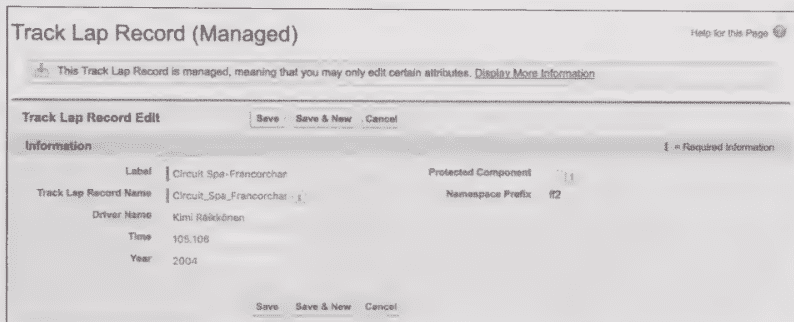 Track Lap Record (Managed)
Help for this Page
This Track Lap Record is managed, meaning that you may only edit certain attributes. Display More Information
Track Lap Record Edit
Save Save & New Cancel
Information
= Required Information
Label Circuit Spa-Francorchar
Protected Component
Track Lap Record Name Circuit_Spa_Francorchar i
Namespace Prefix ff2
Driver Name Kimi Räikkönen
Time 105.108
Year 2004
Save Save & New Cancel